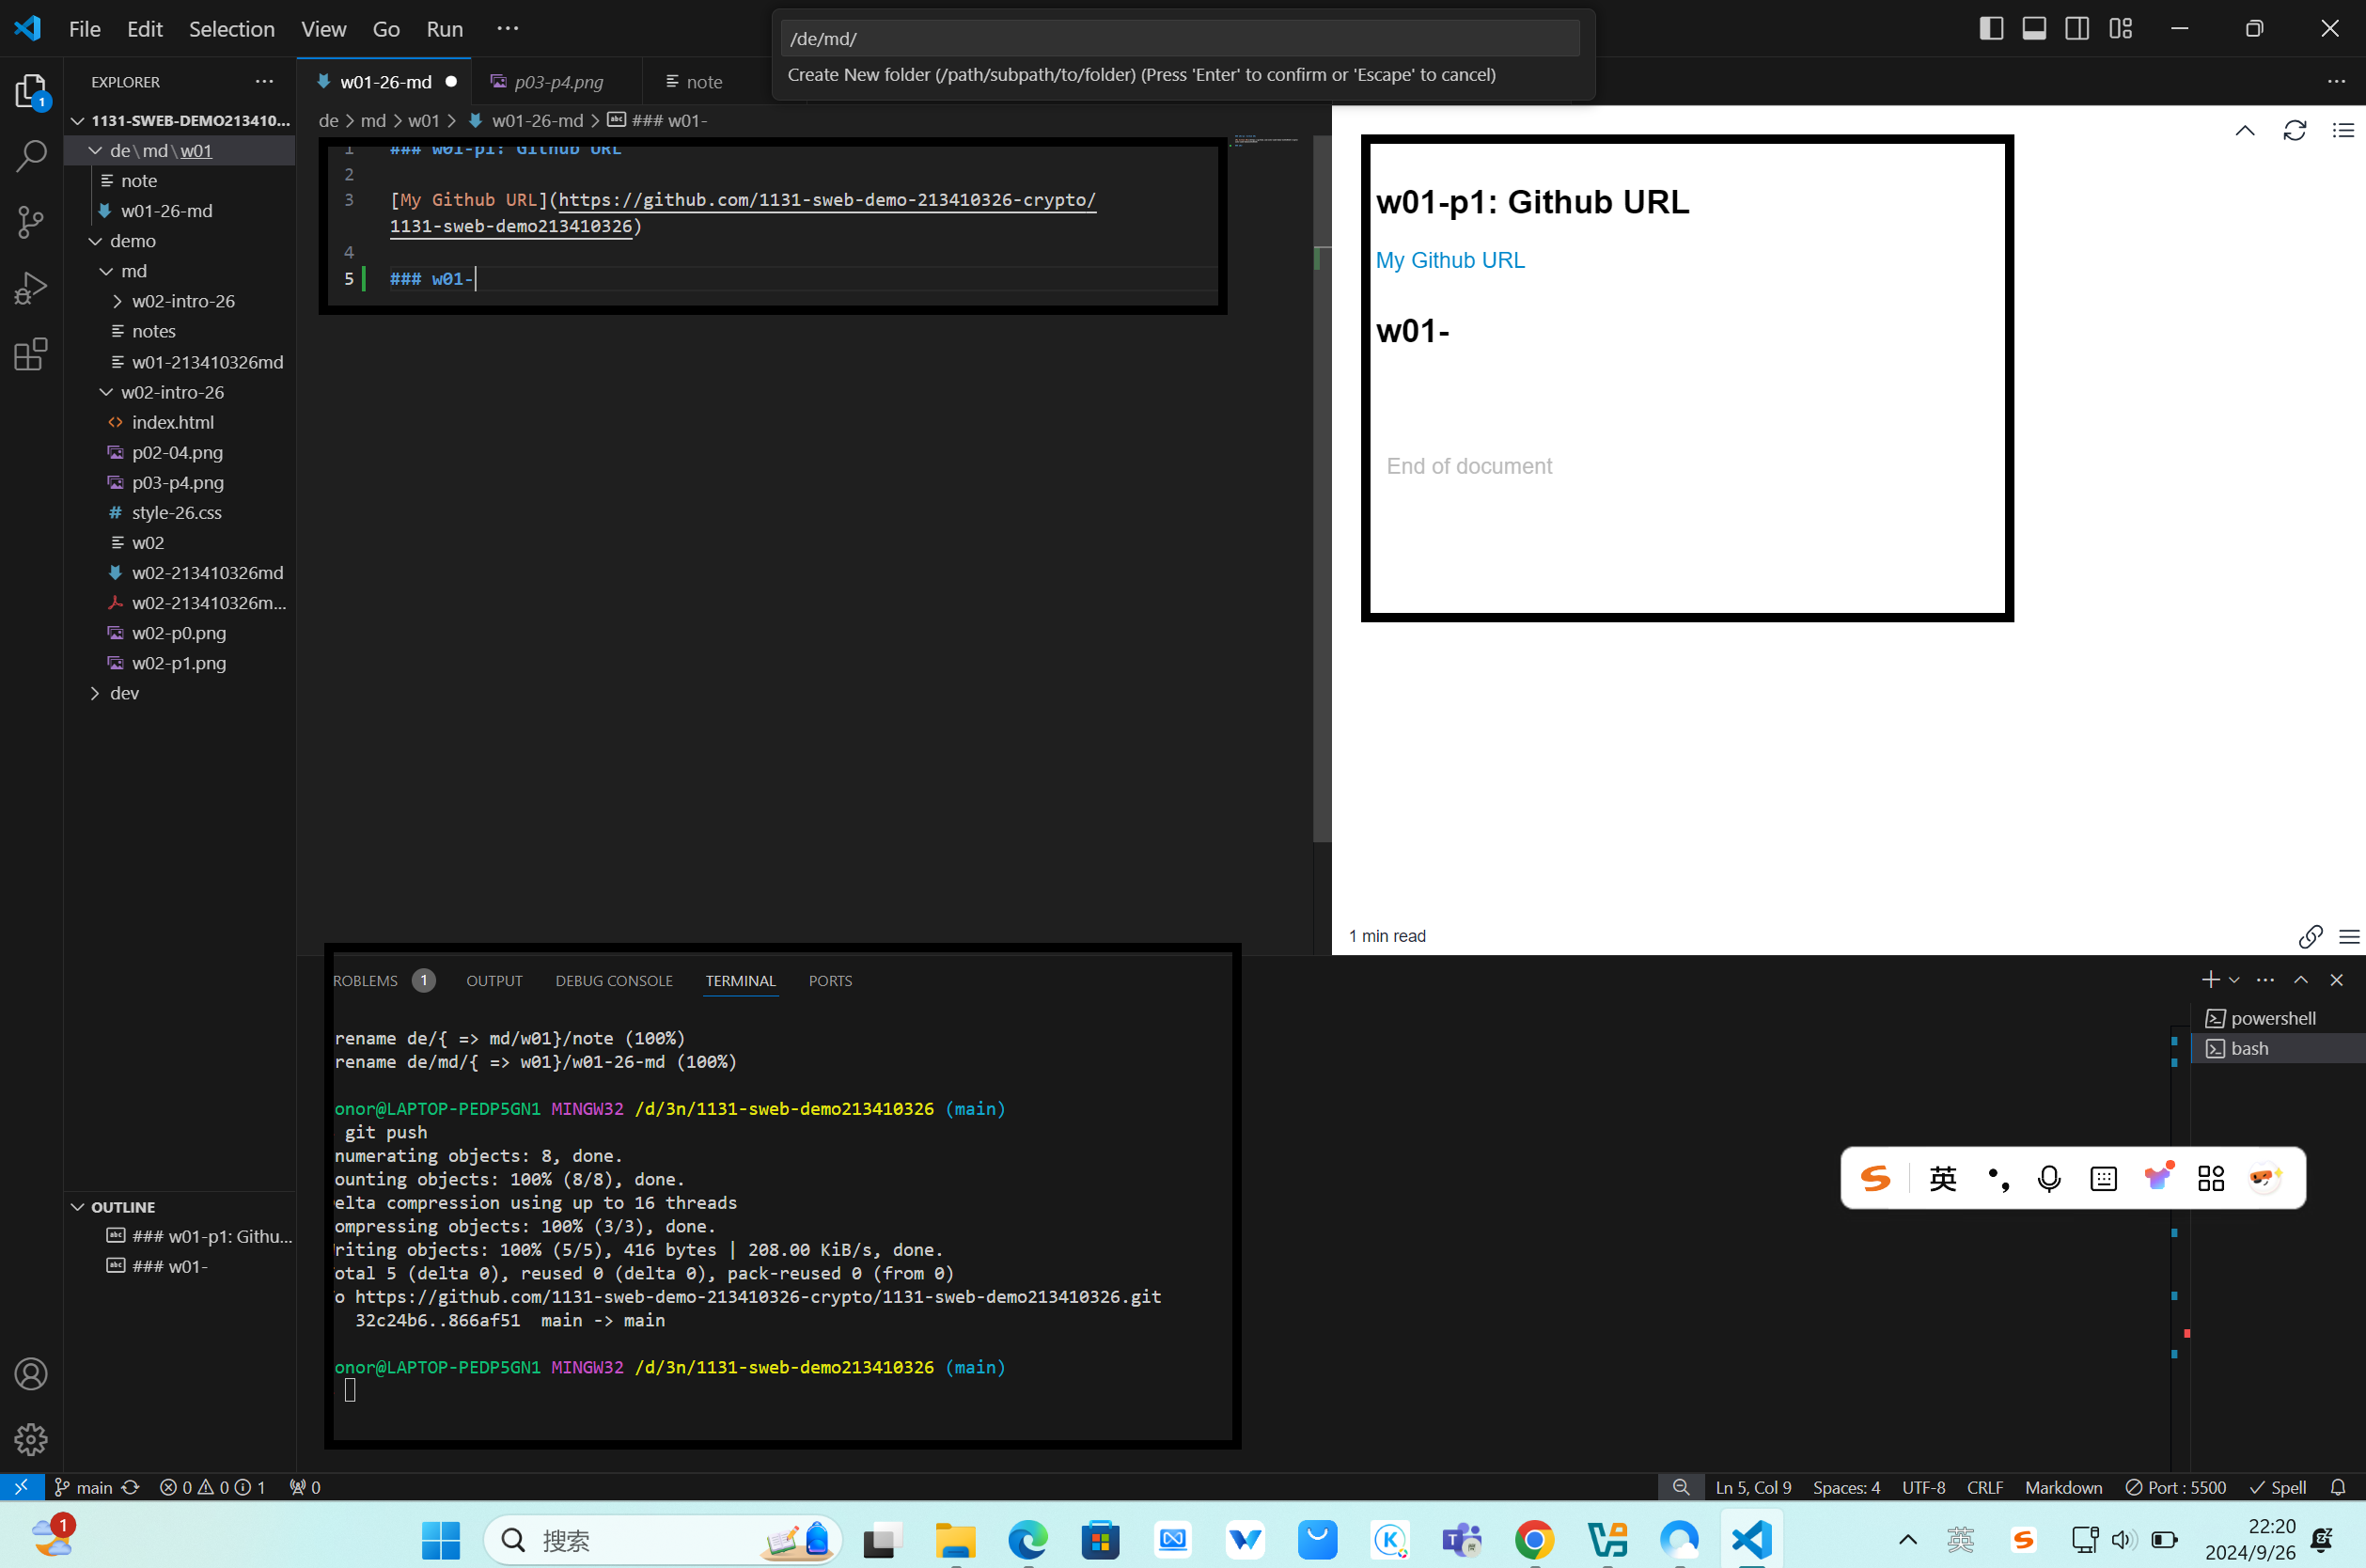 File Edit Selection View Go Run ···
/de/md/
Create New folder (/path/subpath/to/folder) (Press 'Enter' to confirm or 'Escape' to cancel)
EXPLORER
w01-26-md
p03-p4.png
note
1131-SWEB-DEMO213410...
de\md\w01
note
w01-26-md
demo
md
w02-intro-26
notes
w01-213410326md
w02-intro-26
index.html
p02-04.png
p03-p4.png
style-26.css
w02
w02-213410326md
w02-213410326m...
w02-p0.png
w02-p1.png
dev
OUTLINE
### w01-p1: Githu...
### w01-
de > md > w01 > w01-26-md > ### w01-
1 ### w01-p1: Github URL
2
3 [My Github URL](https://github.com/1131-sweb-demo-213410326-crypto/
1131-sweb-demo213410326)
4
5 ### w01-
w01-p1: Github URL
My Github URL
w01-
End of document
1 min read
ROBLEMS 1 OUTPUT DEBUG CONSOLE TERMINAL PORTS
rename de/{ => md/w01}/note (100%)
rename de/md/{ => w01}/w01-26-md (100%)
onor@LAPTOP-PEDP5GN1 MINGW32 /d/3n/1131-sweb-demo213410326 (main)
git push
numerating objects: 8, done.
ounting objects: 100% (8/8), done.
elta compression using up to 16 threads
ompressing objects: 100% (3/3), done.
riting objects: 100% (5/5), 416 bytes | 208.00 KiB/s, done.
otal 5 (delta 0), reused 0 (delta 0), pack-reused 0 (from 0)
o https://github.com/1131-sweb-demo-213410326-crypto/1131-sweb-demo213410326.git
32c24b6..866af51 main -> main
onor@LAPTOP-PEDP5GN1 MINGW32 /d/3n/1131-sweb-demo213410326 (main)
powershell
bash
英
main 0 0 1 0
Ln 5, Col 9 Spaces: 4 UTF-8 CRLF Markdown Port : 5500 Spell
1
搜索
英
22:20
2024/9/26